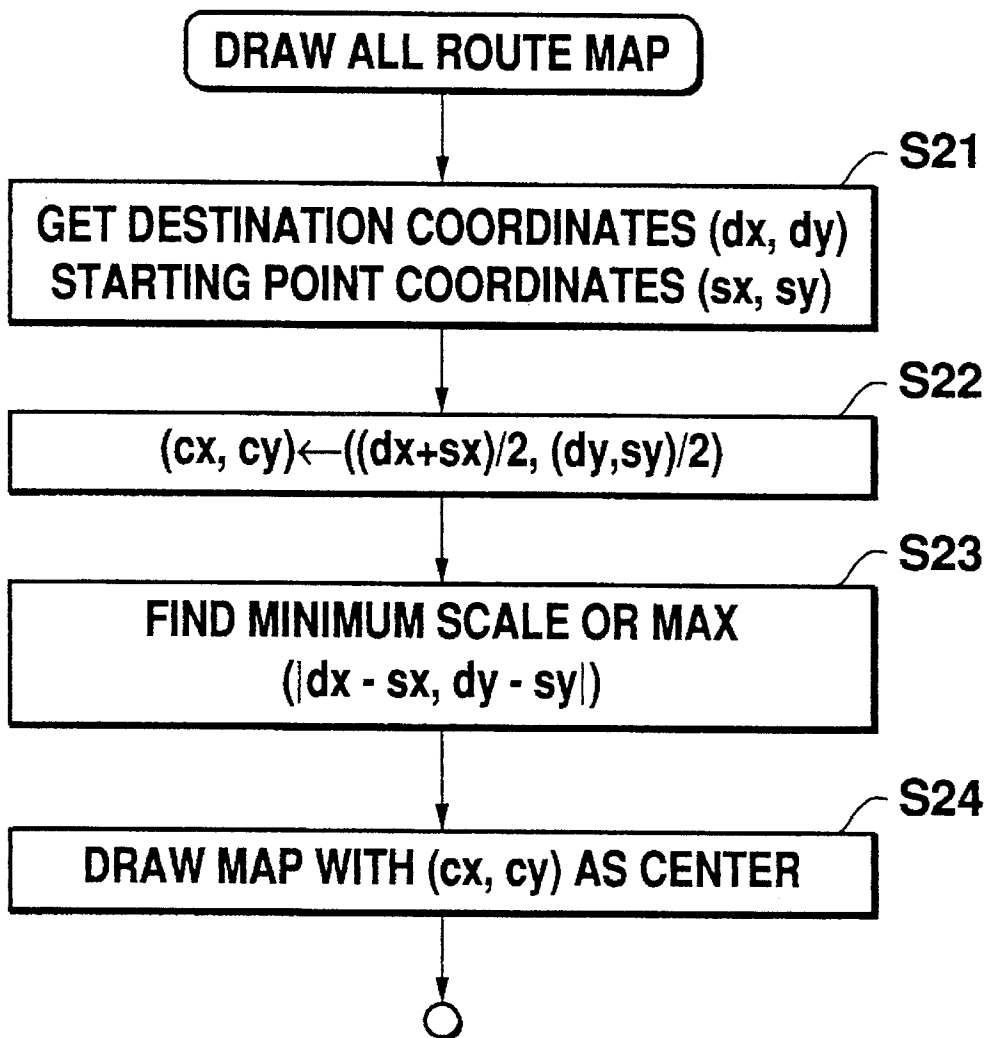 DRAW ALL ROUTE MAP
S21
GET DESTINATION COORDINATES (dx, dy)
STARTING POINT COORDINATES (sx, sy)
S22
(cx, cy)←((dx+sx)/2, (dy,sy)/2)
S23
FIND MINIMUM SCALE OR MAX
(|dx - sx, dy - sy|)
S24
DRAW MAP WITH (cx, cy) AS CENTER